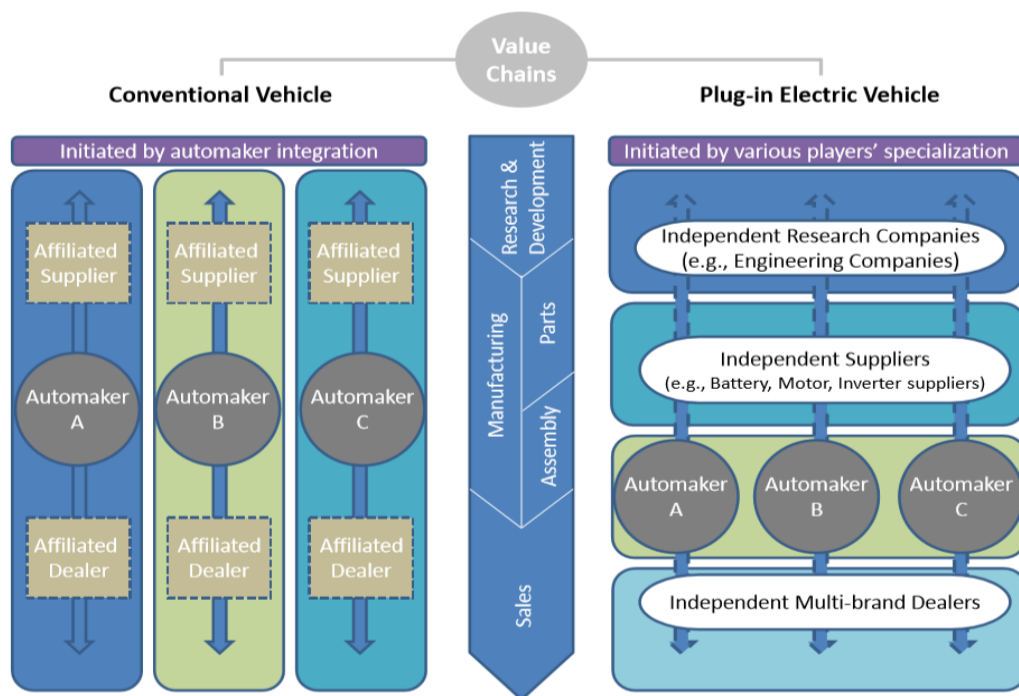 Value
Chains
Conventional Vehicle
Plug-in Electric Vehicle
Initiated by automaker integration
Affiliated
Supplier
Affiliated
Supplier
Affiliated
Supplier
Automaker
A
Automaker
B
Automaker
C
Affiliated
Dealer
Affiliated
Dealer
Affiliated
Dealer
Research &
Development
Manufacturing
Parts
Assembly
Sales
Initiated by various players’ specialization
Independent Research Companies
(e.g., Engineering Companies)
Independent Suppliers
(e.g., Battery, Motor, Inverter suppliers)
Automaker
A
Automaker
B
Automaker
C
Independent Multi-brand Dealers